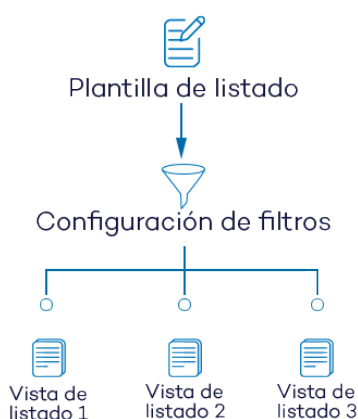 Plantilla de listado
Configuración de filtros
Vista de
listado 1
Vista de
listado 2
Vista de
listado 3